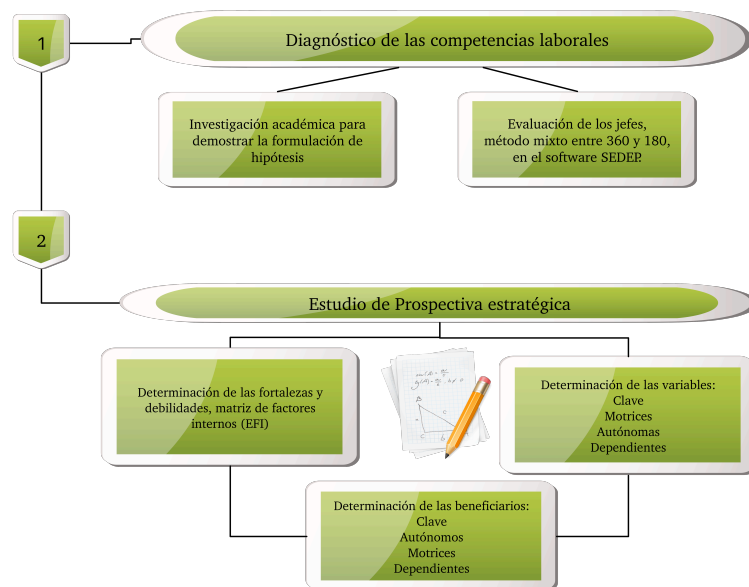 1
Diagnóstico de las competencias laborales
Investigación académica para
demostrar la formulación de
hipótesis
Evaluación de los jefes,
método mixto entre 360 y 180,
en el software SEDEP.
2
Estudio de Prospectiva estratégica
Determinación de las fortalezas y
debilidades, matriz de factores
internos (EFI)
Determinación de las variables:
Clave
Motrices
Autónomas
Dependientes
Determinación de las beneficiarios:
Clave
Autónomos
Motrices
Dependientes